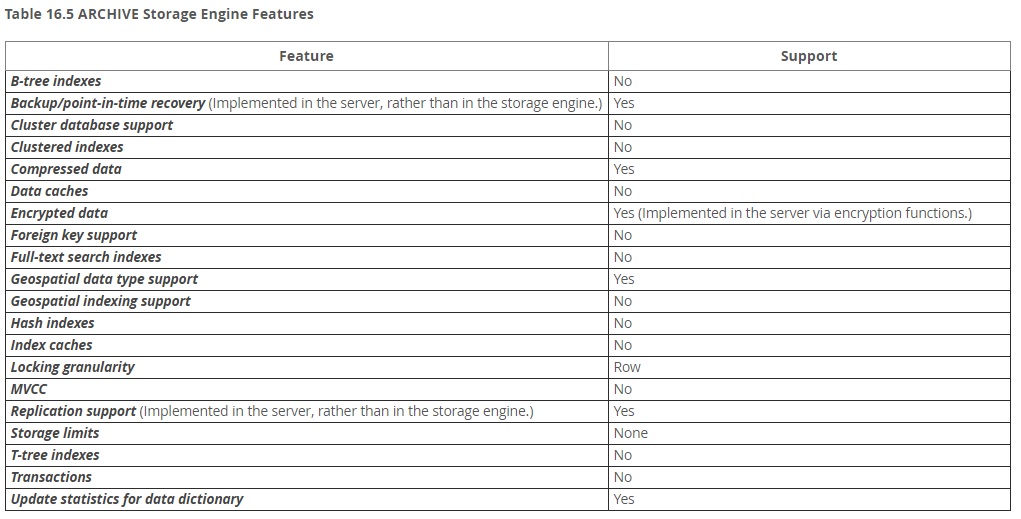 Table 16.5 ARCHIVE Storage Engine Features
Feature Support
B-tree indexes No
Backup/point-in-time recovery (Implemented in the server, rather than in the storage engine.) Yes
Cluster database support No
Clustered indexes No
Compressed data Yes
Data caches No
Encrypted data Yes (Implemented in the server via encryption functions.)
Foreign key support No
Full-text search indexes No
Geospatial data type support Yes
Geospatial indexing support No
Hash indexes No
Index caches No
Locking granularity Row
MVCC No
Replication support (Implemented in the server, rather than in the storage engine.) Yes
Storage limits None
T-tree indexes No
Transactions No
Update statistics for data dictionary Yes